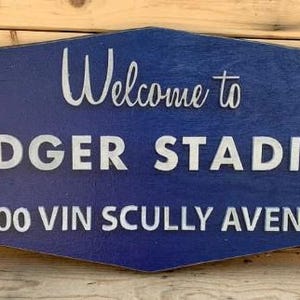 Welcome to
DGER STADI
00 VIN SCULLY AVEN